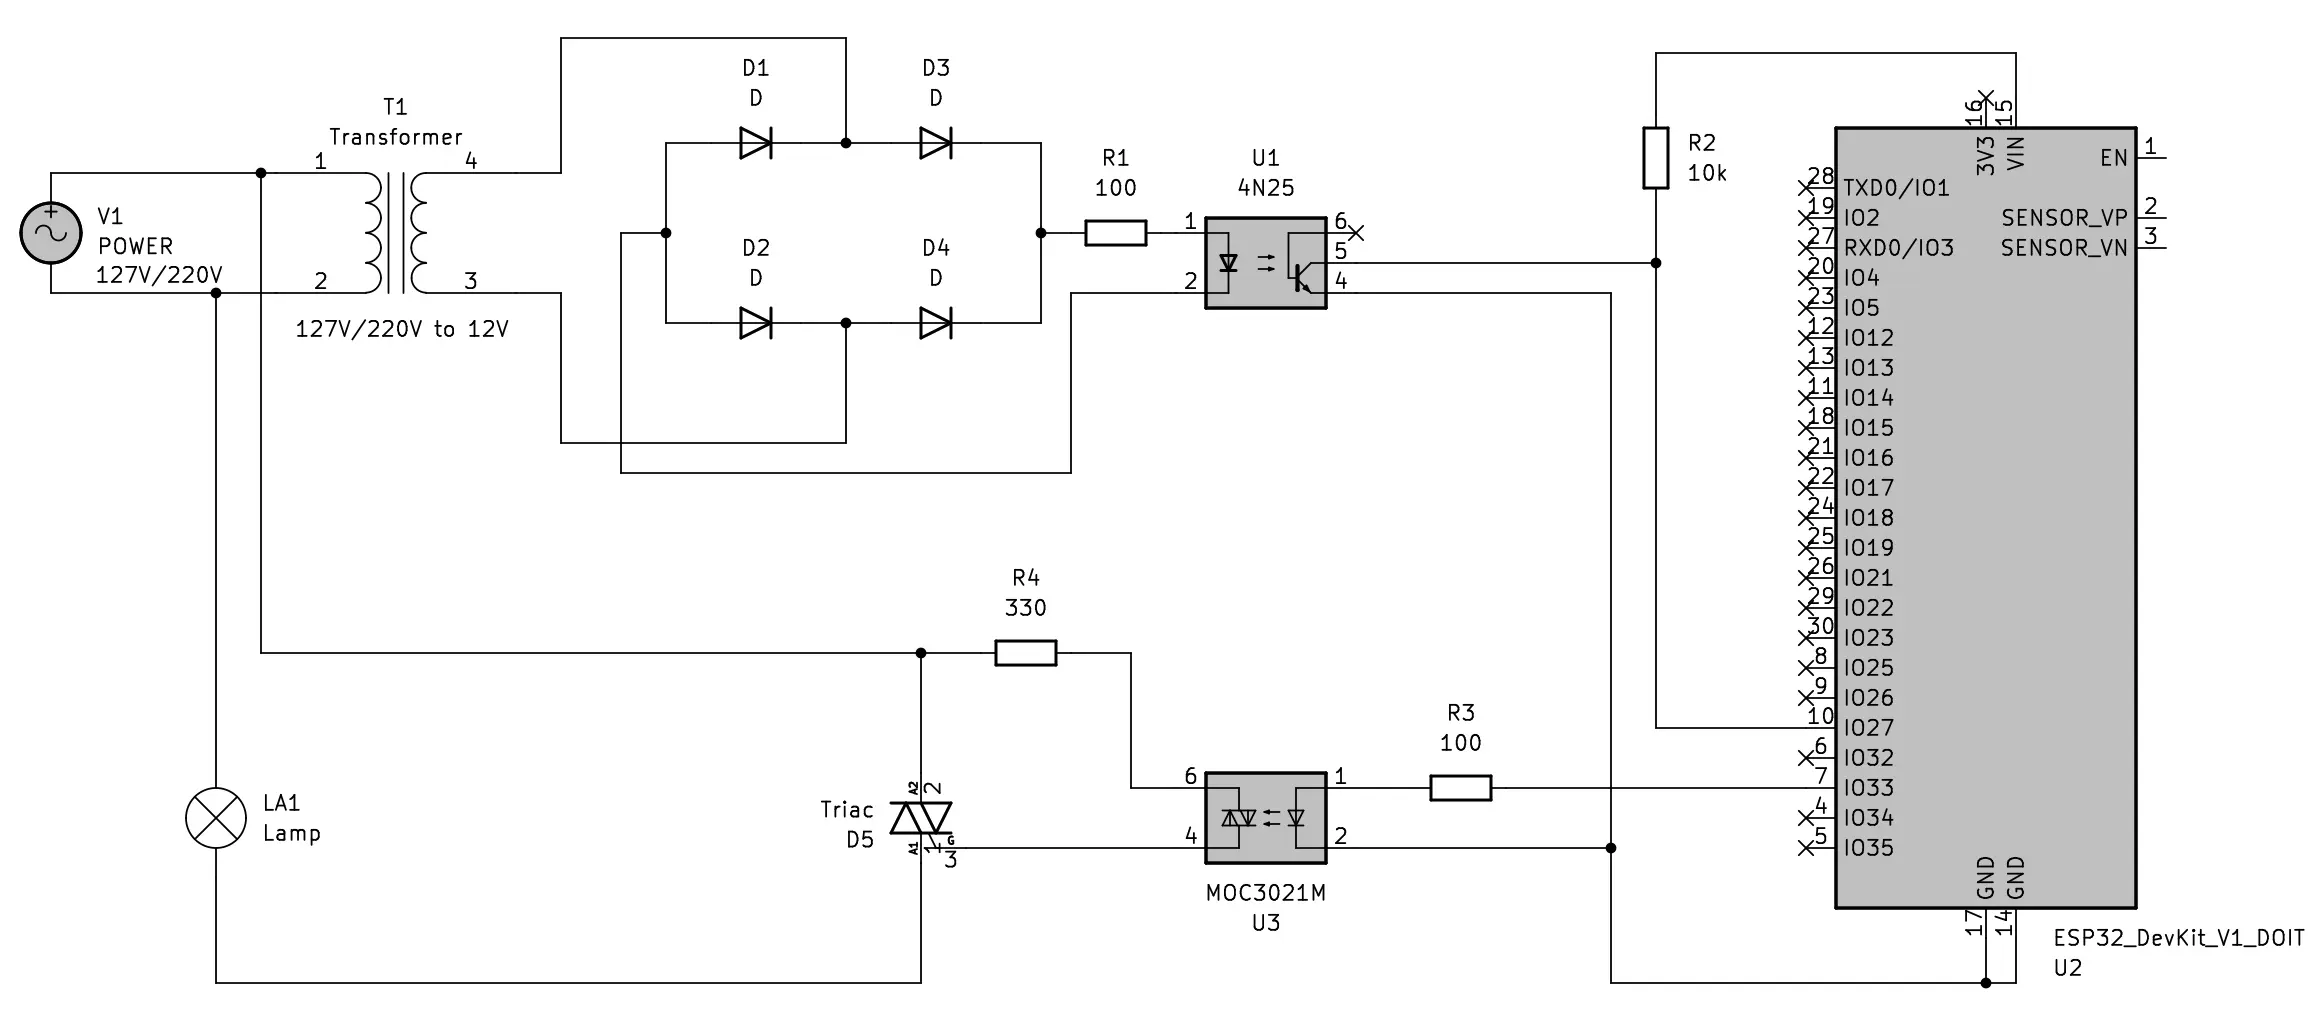 T1
Transformer
1
4
2
3
127V/220V to 12V
V1
POWER
127V/220V
D1
D
D3
D
D2
D
D4
D
R1
100
U1
4N25
1
2
6
5
4
R2
10k
R4
330
R3
100
LA1
Lamp
Triac
D5
A2
2
A1
1
G
3
6
4
1
2
MOC3021M
U3
16
15
3V3
VIN
EN
1
SENSOR_VP
2
SENSOR_VN
3
28
TXD0/IO1
19
IO2
27
RXD0/IO3
20
IO4
23
IO5
12
IO12
13
IO13
11
IO14
18
IO15
21
IO16
22
IO17
24
IO18
25
IO19
26
IO21
29
IO22
30
IO23
8
IO25
9
IO26
10
IO27
6
IO32
7
IO33
4
IO34
5
IO35
GND
GND
17
14
ESP32_DevKit_V1_DOIT
U2